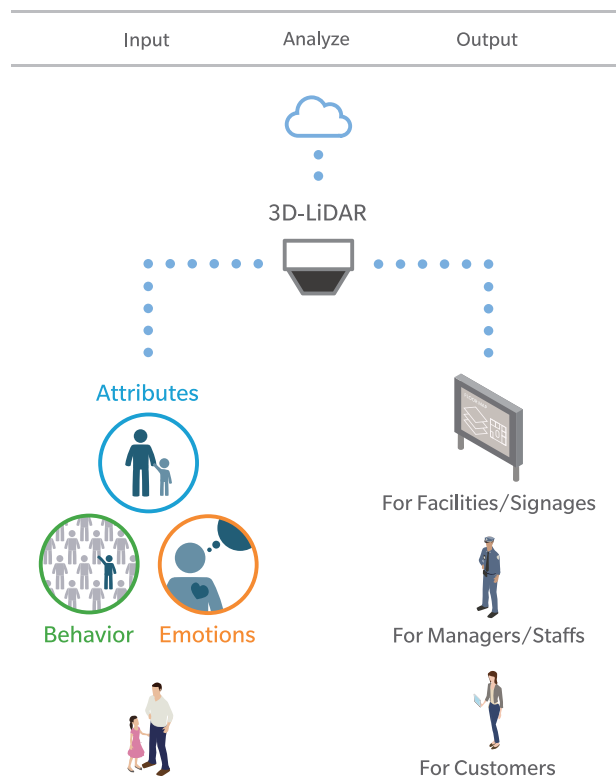 Input
Analyze
Output
3D-LiDAR
Attributes
For Facilities/Signages
Behavior
Emotions
For Managers/Staffs
For Customers